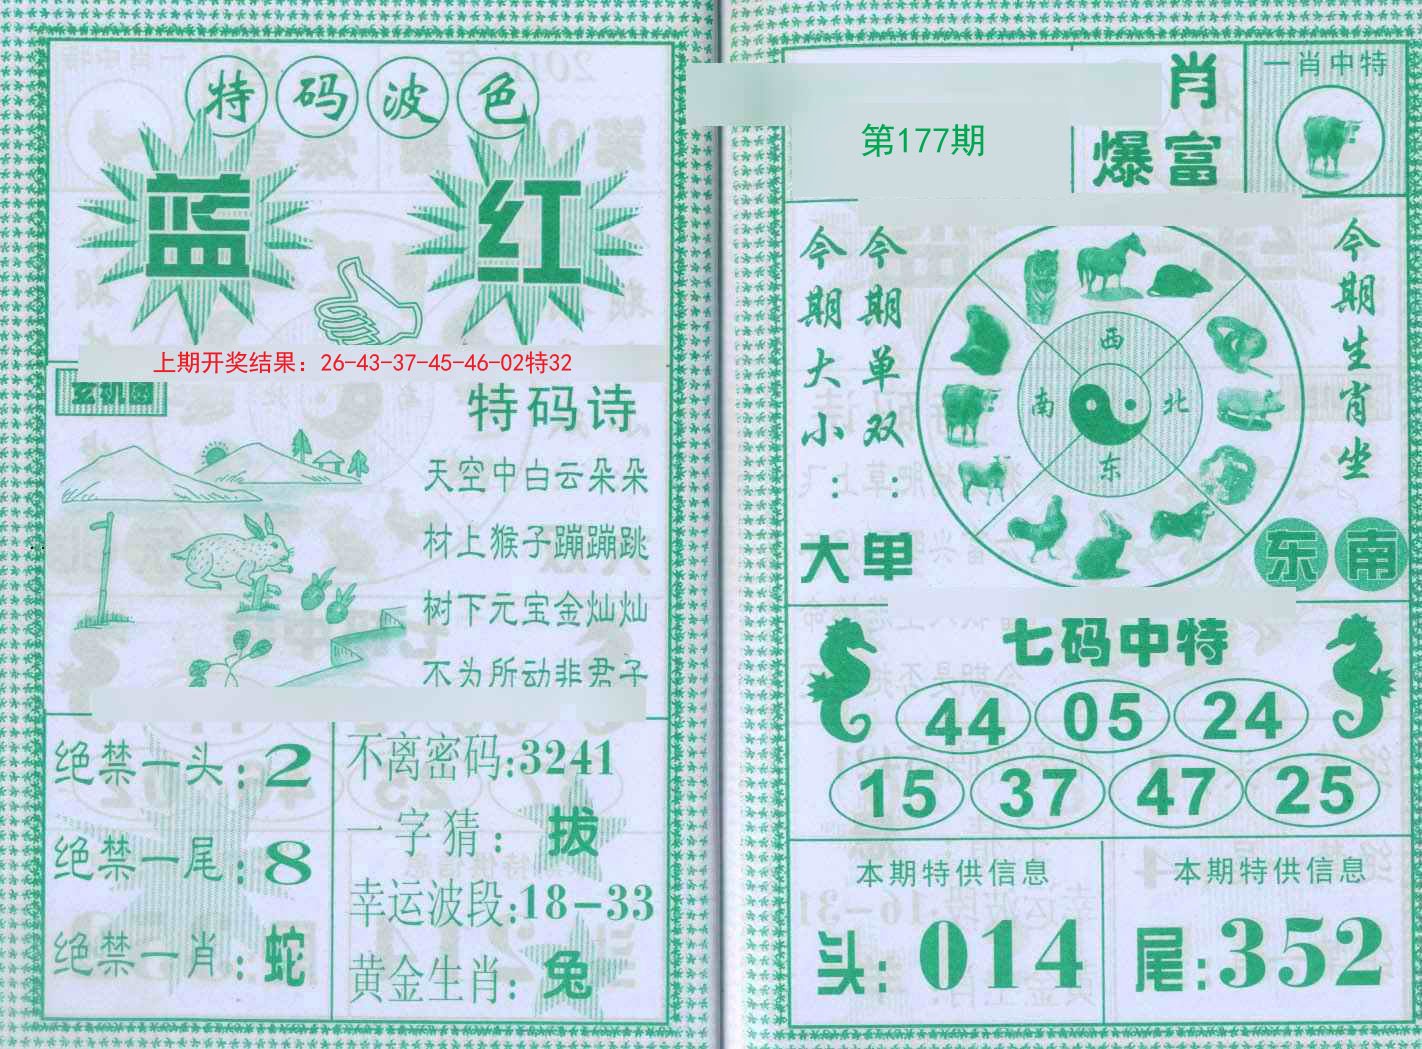 特码波色
蓝 红
上期开奖结果：26-43-37-45-46-02特32
玄机图
特码诗
天空中白云朵朵
材上猴子蹦蹦跳
树下元宝金灿灿
不为所动非君子
绝禁一头:2
绝禁一尾:8
绝禁一肖:蛇
不离密码:3241
一字猜：拔
幸运波段:18-33
黄金生肖：兔
第177期
肖
爆富
一肖中特
今期大小：
大
今期单双：
单
西
南 北
东
今期生肖坐
东南
七码中特
44 05 24
15 37 47 25
本期特供信息
头：014
本期特供信息
尾：352